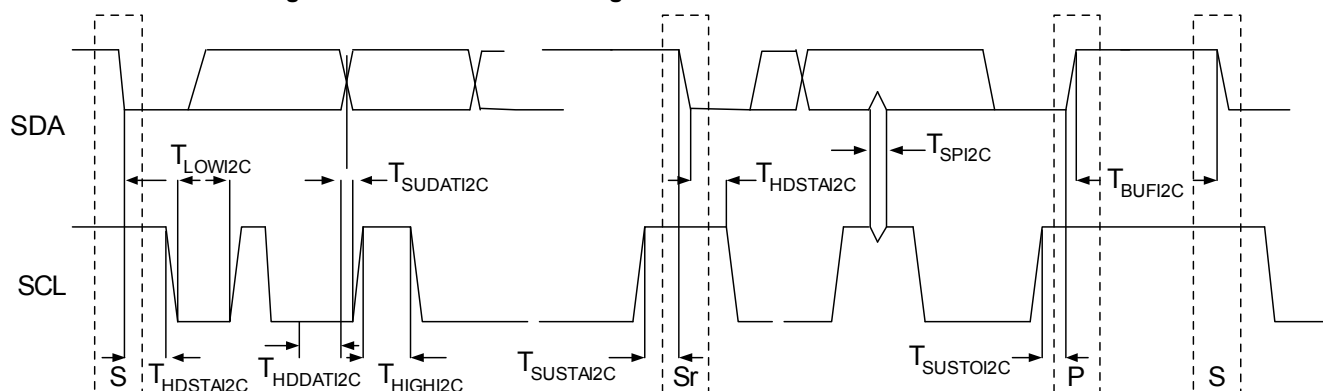 SDA
T_LOWI2C
T_SUDATI2C
T_HDSTAI2C
T_SPI2C
T_BUFI2C
SCL
S
T_HDSTAI2C
T_HDDATI2C
T_HIGHI2C
T_SUSTAI2C
Sr
T_SUSTOI2C
P
S